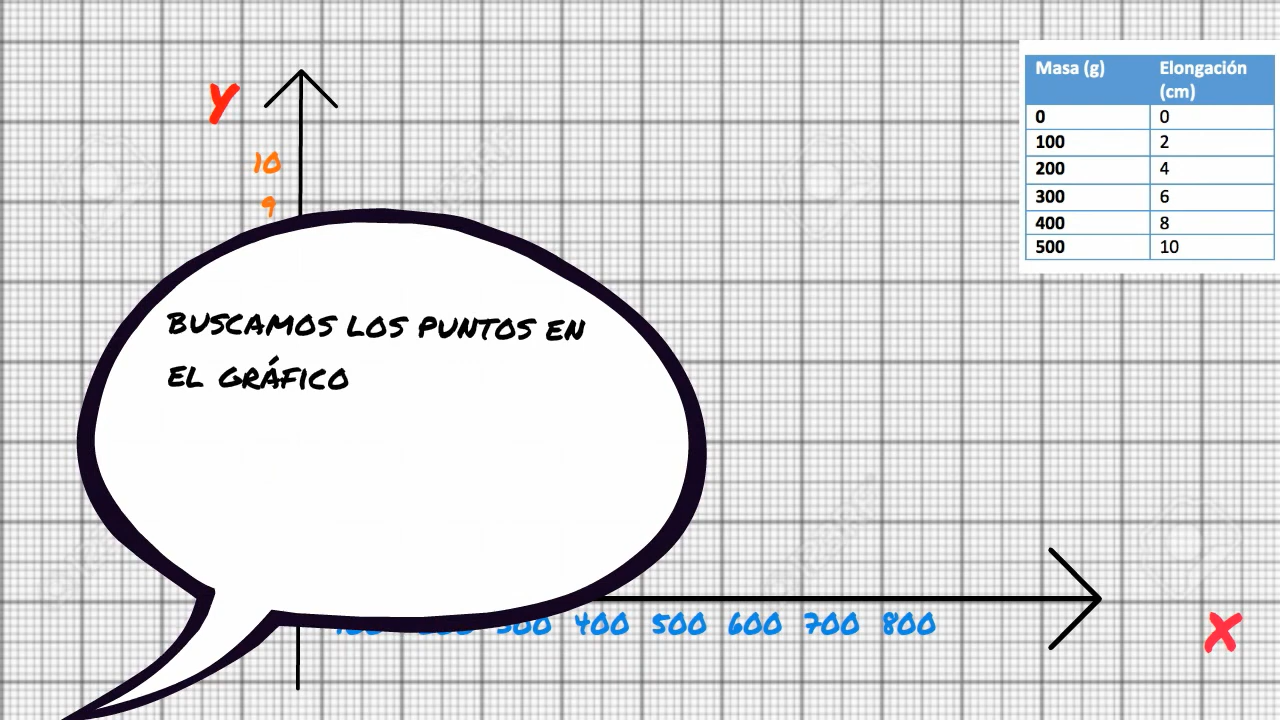 Y
10
9
BUSCAMOS LOS PUNTOS EN
EL GRÁFICO
400 500 600 700 800
X
Masa (g) Elongación
(cm)
0 0
100 2
200 4
300 6
400 8
500 10